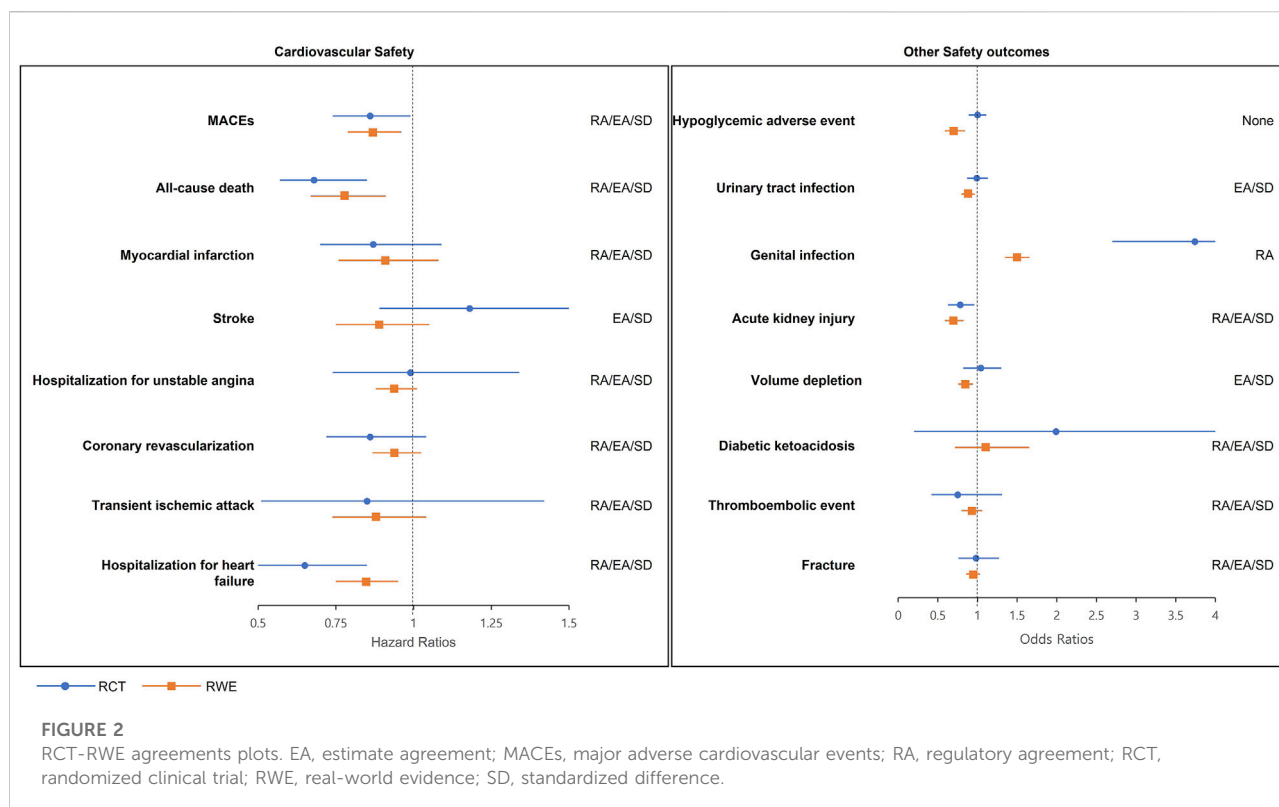 Cardiovascular Safety
MACEs
RA/EA/SD
All-cause death
RA/EA/SD
Myocardial infarction
RA/EA/SD
Stroke
EA/SD
Hospitalization for unstable angina
RA/EA/SD
Coronary revascularization
RA/EA/SD
Transient ischemic attack
RA/EA/SD
Hospitalization for heart
failure
RA/EA/SD
0.5 0.75 1 1.25 1.5
Hazard Ratios
Other Safety outcomes
Hypoglycemic adverse event
None
Urinary tract infection
EA/SD
Genital infection
RA
Acute kidney injury
RA/EA/SD
Volume depletion
EA/SD
Diabetic ketoacidosis
RA/EA/SD
Thromboembolic event
RA/EA/SD
Fracture
RA/EA/SD
0 0.5 1 1.5 2 2.5 3 3.5 4
Odds Ratios
RCT RWE
FIGURE 2
RCT-RWE agreements plots. EA, estimate agreement; MACEs, major adverse cardiovascular events; RA, regulatory agreement; RCT,
randomized clinical trial; RWE, real-world evidence; SD, standardized difference.